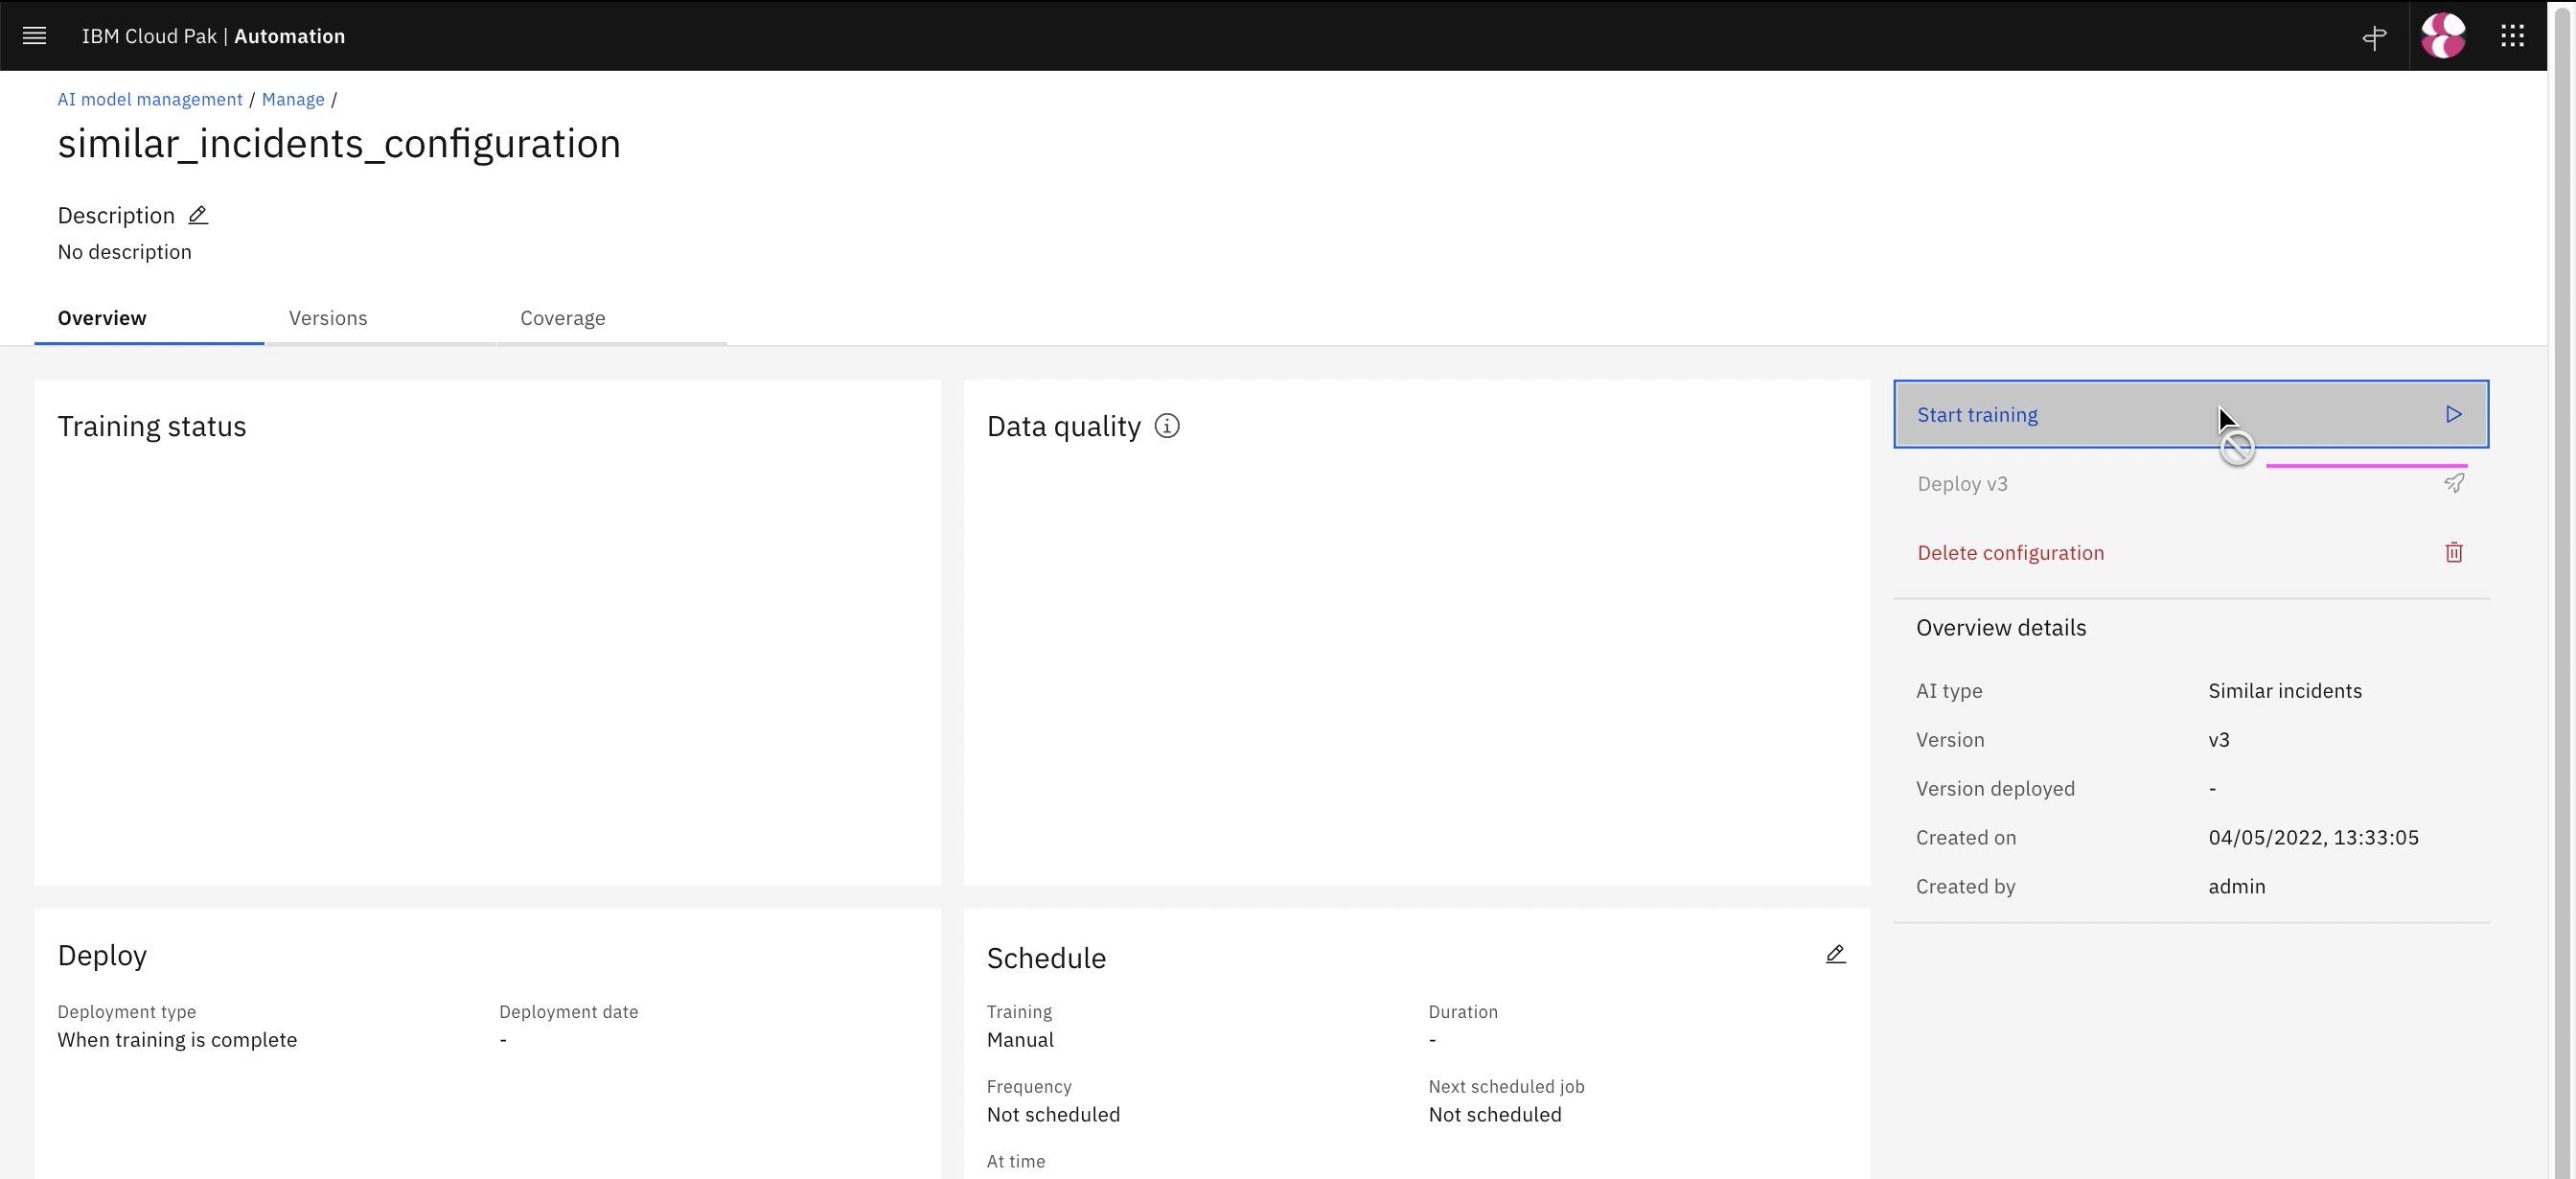 IBM Cloud Pak | Automation
AI model management / Manage /
similar_incidents_configuration
Description
No description
Overview
Versions
Coverage
Training status
Data quality
Start training
Deploy v3
Delete configuration
Overview details
AI type Similar incidents
Version v3
Version deployed -
Created on 04/05/2022, 13:33:05
Created by admin
Deploy
Deployment type
When training is complete
Deployment date
-
Schedule
Training
Manual
Duration
-
Frequency
Not scheduled
Next scheduled job
Not scheduled
At time